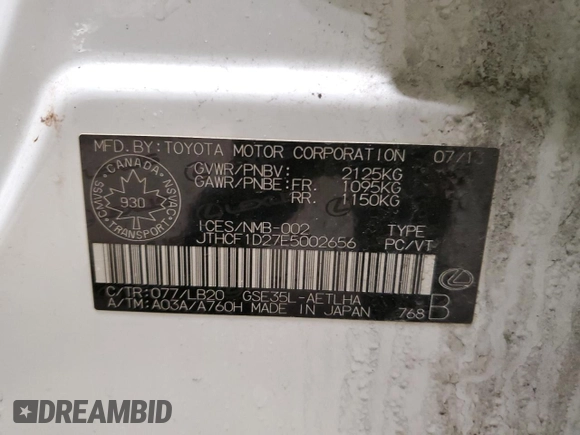 MFD.BY:TOYOTA MOTOR CORPORATION 07/13
GVWR/PNBV: 2125KG
GAWR/PNBE:FR. 1095KG
RR. 1150KG
CANADA
CMVSS
NSVAC
930
TRANSPORT
ICES/NMB-002 TYPE
JTHCF1D27E5002656 PC/VT
C/TR:077/LB20 GSE35L-AETLHA
A/TM:A03A/A760H MADE IN JAPAN 768 B
DREAMBID